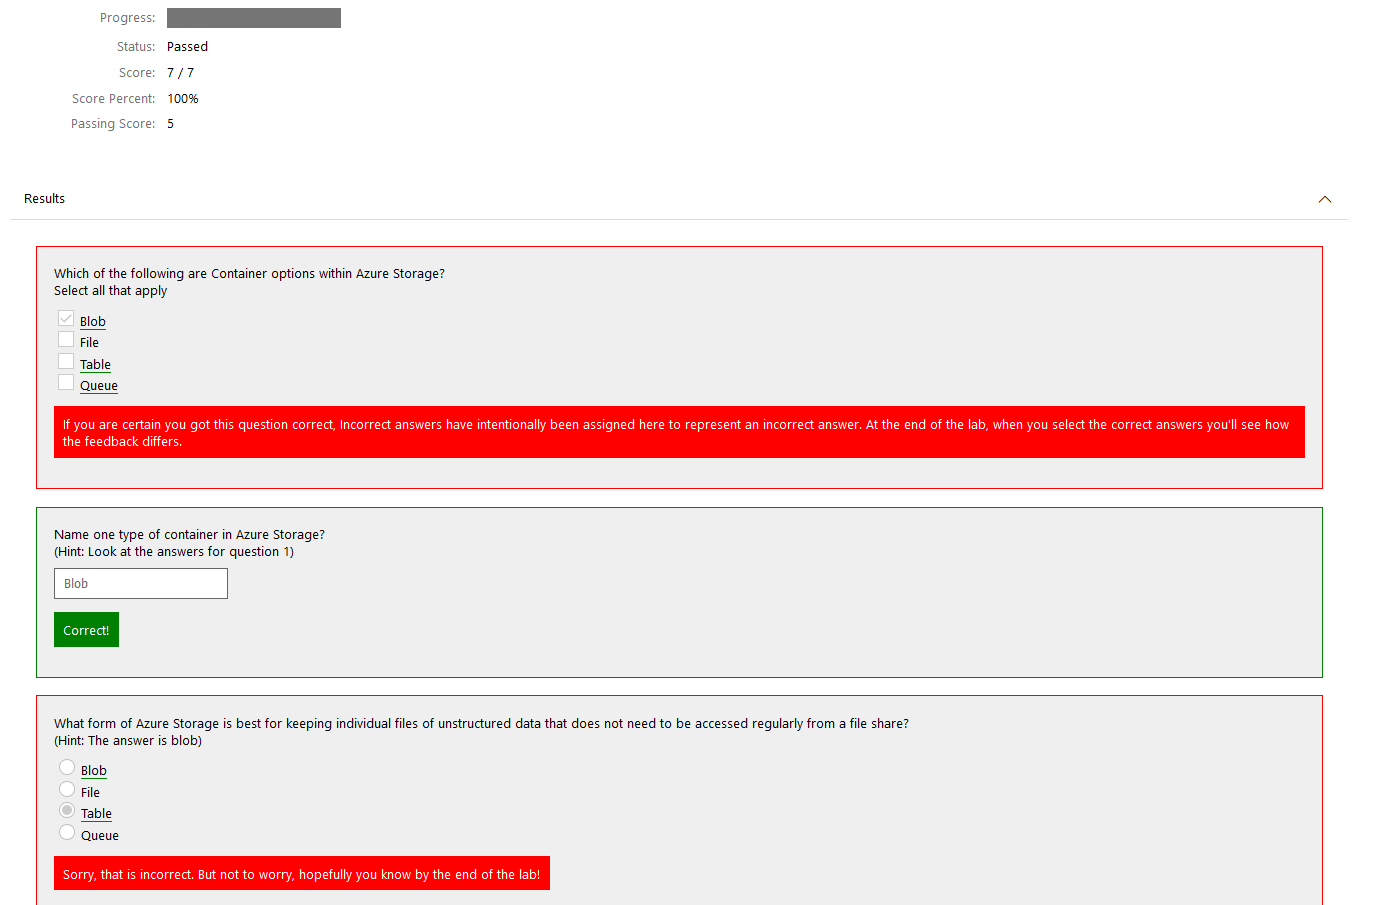 Progress:
Status: Passed
Score: 7 / 7
Score Percent: 100%
Passing Score: 5
Results
Which of the following are Container options within Azure Storage?
Select all that apply
Blob
File
Table
Queue
If you are certain you got this question correct, Incorrect answers have intentionally been assigned here to represent an incorrect answer. At the end of the lab, when you select the correct answers you'll see how
the feedback differs.
Name one type of container in Azure Storage?
(Hint: Look at the answers for question 1)
Blob
Correct!
What form of Azure Storage is best for keeping individual files of unstructured data that does not need to be accessed regularly from a file share?
(Hint: The answer is blob)
Blob
File
Table
Queue
Sorry, that is incorrect. But not to worry, hopefully you know by the end of the lab!